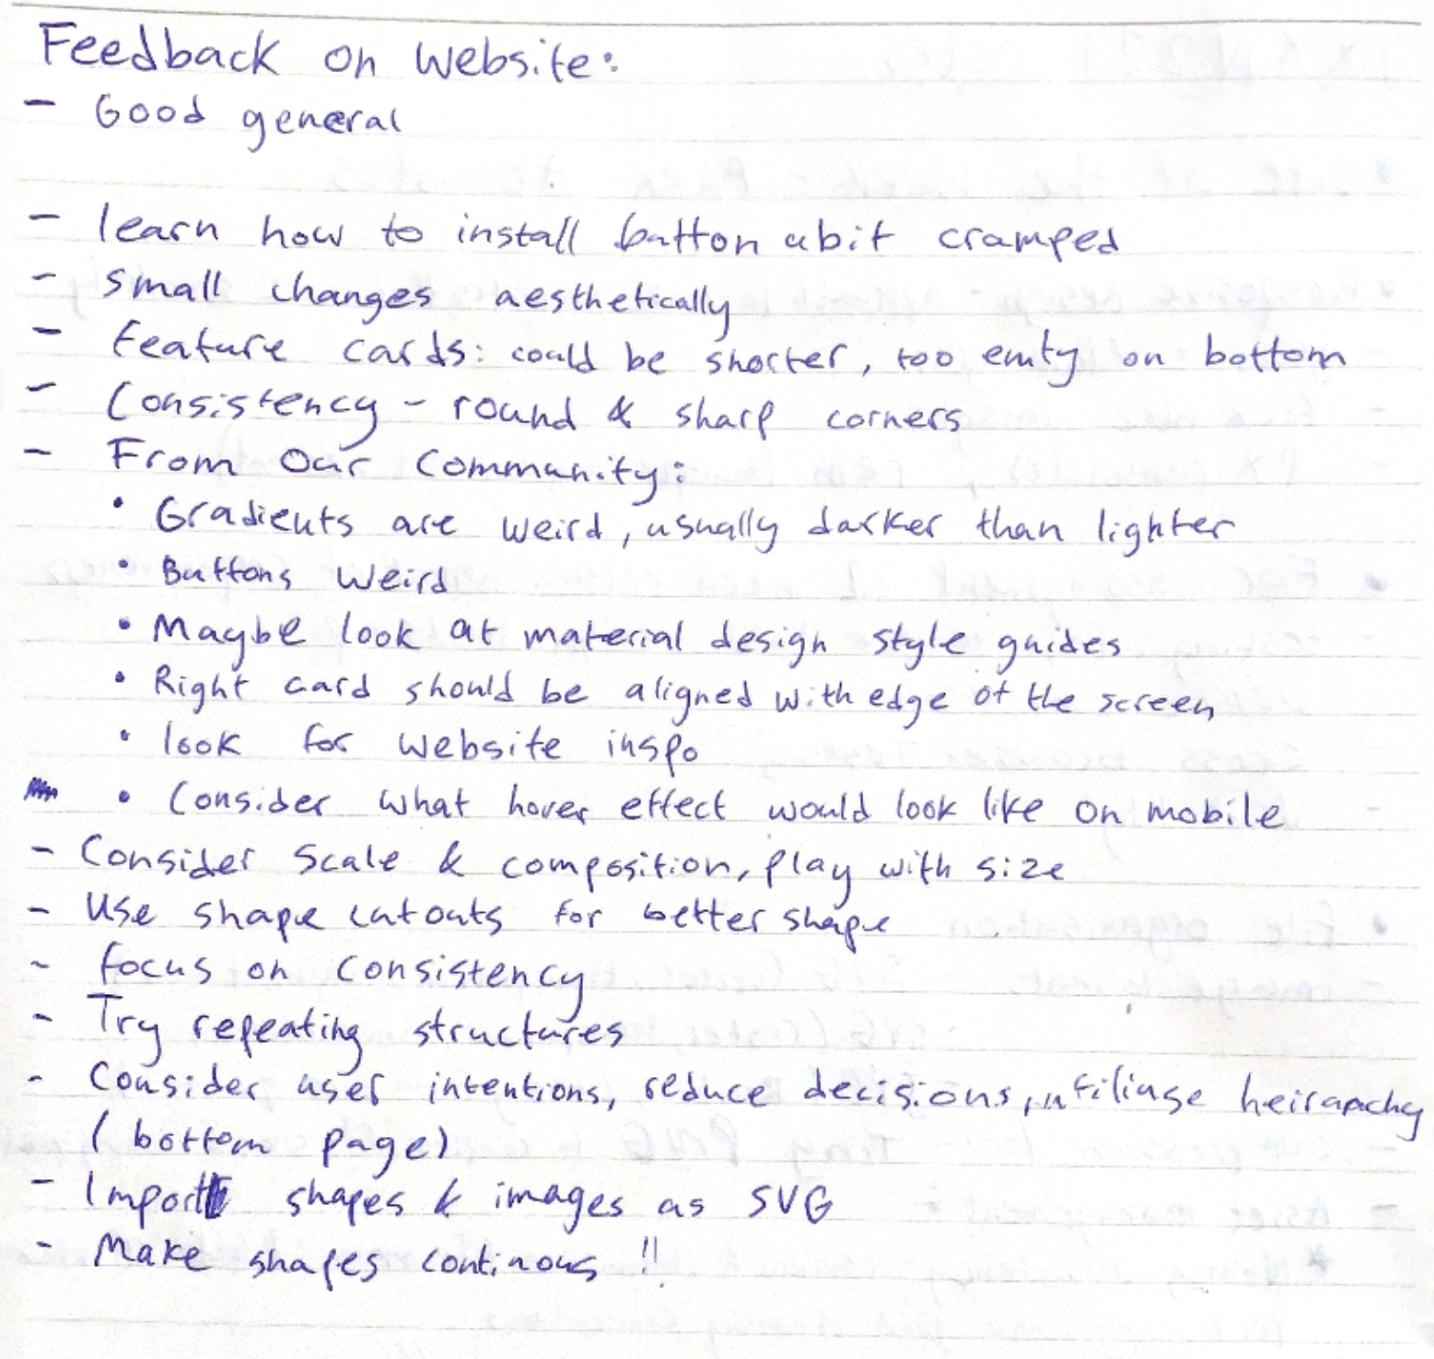 Feedback on website:
- Good general
- learn how to install button abit cramped
- Small changes aesthetically
- Feature cards: could be shorter, too emty on bottom
- Consistency - round & sharp corners
- From Our Community:
• Gradients are weird, usually darker than lighter
• Buttons weird
• Maybe look at material design style guides
• Right card should be aligned with edge of the screen
• look for website inspo
• Consider what hover effect would look like on mobile
- Consider scale & composition, play with size
- Use shape cutouts for better shape
- focus on consistency
- Try repeating structures
- Consider user intentions, reduce decisions, utiliase heirapchy
(bottom page)
- Import shapes & images as SVG
- Make shapes continous !!